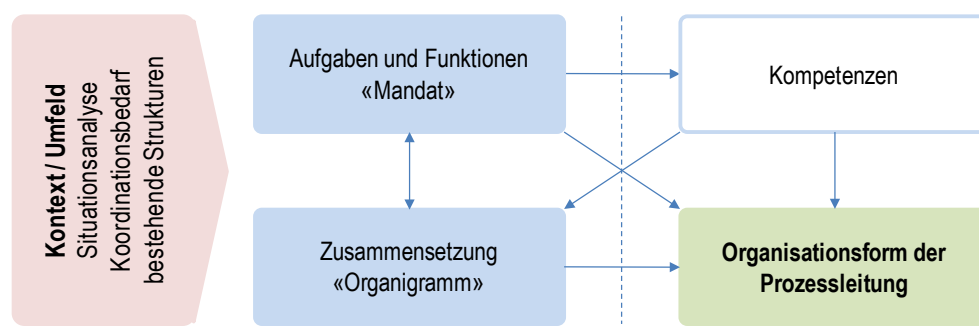 Kontext / Umfeld
Situationsanalyse
Koordinationsbedarf
bestehende Strukturen
Aufgaben und Funktionen
«Mandat»
Kompetenzen
Zusammensetzung
«Organigramm»
Organisationsform der
Prozessleitung